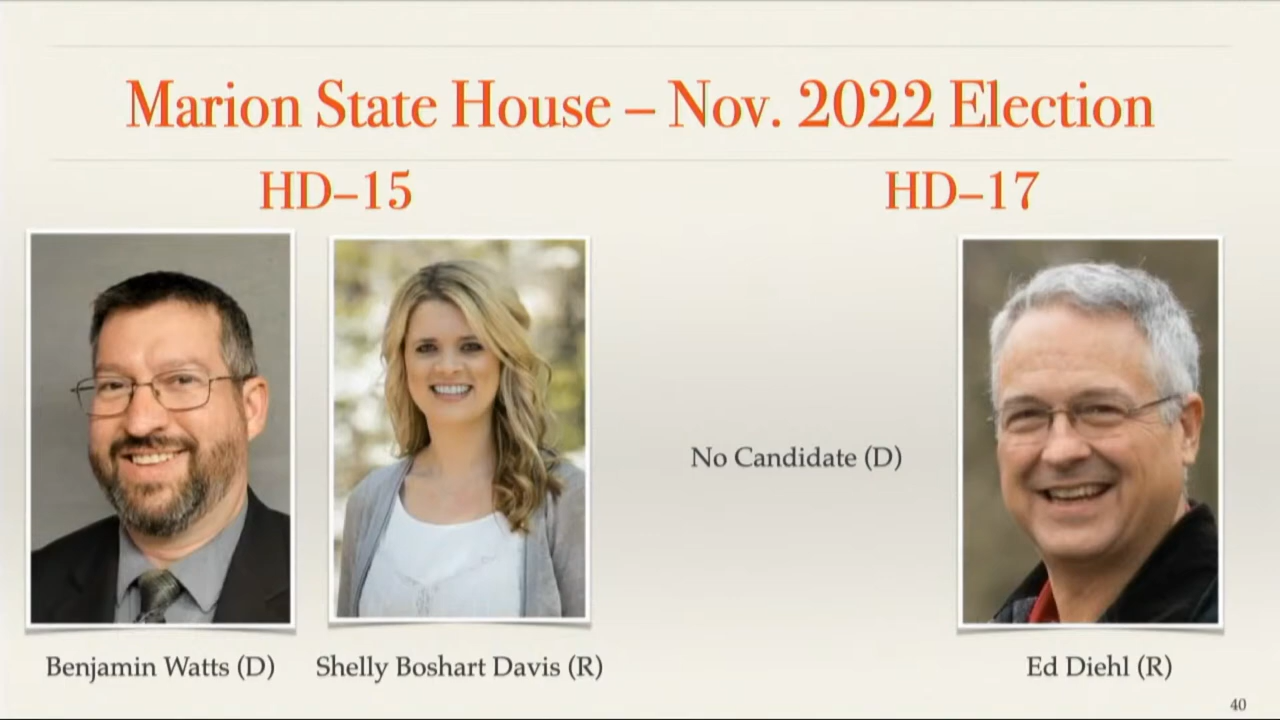 Marion State House – Nov. 2022 Election
HD–15
HD–17
No Candidate (D)
Benjamin Watts (D)
Shelly Boshart Davis (R)
Ed Diehl (R)
40